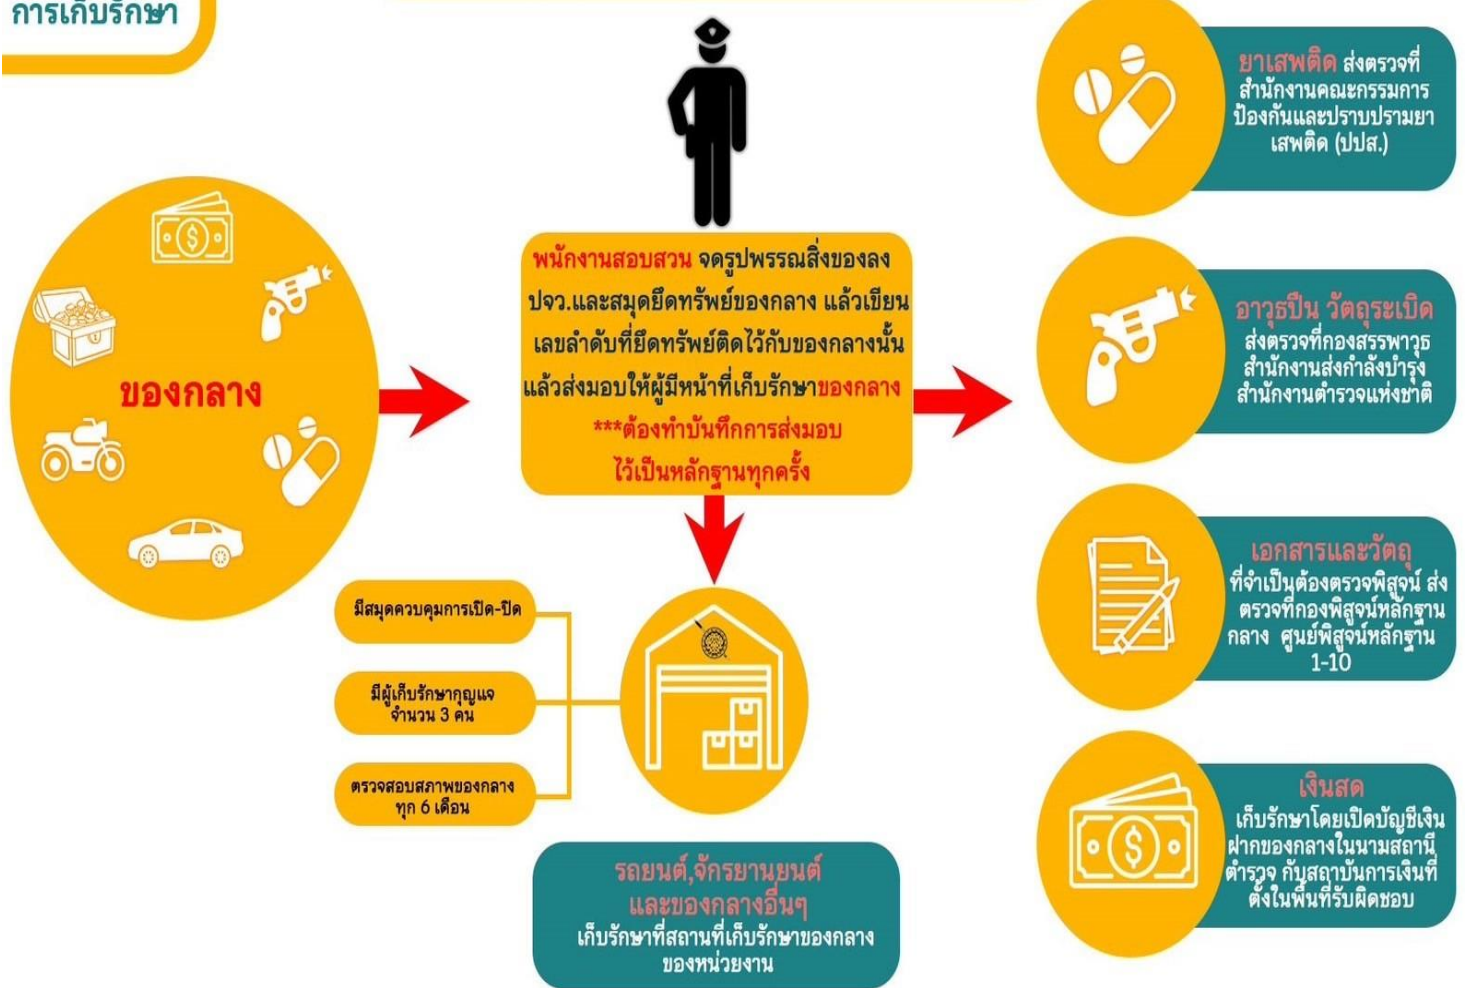 การเก็บรักษา
ของกลาง
พนักงานสอบสวน จดรูปพรรณสิ่งของลง
ปจว.และสมุดยึดทรัพย์ของกลาง แล้วเขียน
เลขลำดับที่ยึดทรัพย์ติดไว้กับของกลางนั้น
แล้วส่งมอบให้ผู้มีหน้าที่เก็บรักษาของกลาง
***ต้องทำบันทึกการส่งมอบ
ไว้เป็นหลักฐานทุกครั้ง
มีสมุดควบคุมการเปิด-ปิด
มีผู้เก็บรักษากุญแจ
จำนวน 3 คน
ตรวจสอบสภาพของกลาง
ทุก 6 เดือน
รถยนต์,จักรยานยนต์
และของกลางอื่นๆ
เก็บรักษาที่สถานที่เก็บรักษาของกลาง
ของหน่วยงาน
ยาเสพติด ส่งตรวจที่
สำนักงานคณะกรรมการ
ป้องกันและปราบปรามยา
เสพติด (ปปส.)
อาวุธปืน วัตถุระเบิด
ส่งตรวจที่กองสรรพาวุธ
สำนักงานส่งกำลังบำรุง
สำนักงานตำรวจแห่งชาติ
เอกสารและวัตถุ
ที่จำเป็นต้องตรวจพิสูจน์ ส่ง
ตรวจที่กองพิสูจน์หลักฐาน
กลาง ศูนย์พิสูจน์หลักฐาน
1-10
เงินสด
เก็บรักษาโดยเปิดบัญชีเงิน
ฝากของกลางในนามสถานี
ตำรวจ กับสถาบันการเงินที่
ตั้งในพื้นที่รับผิดชอบ
$
$